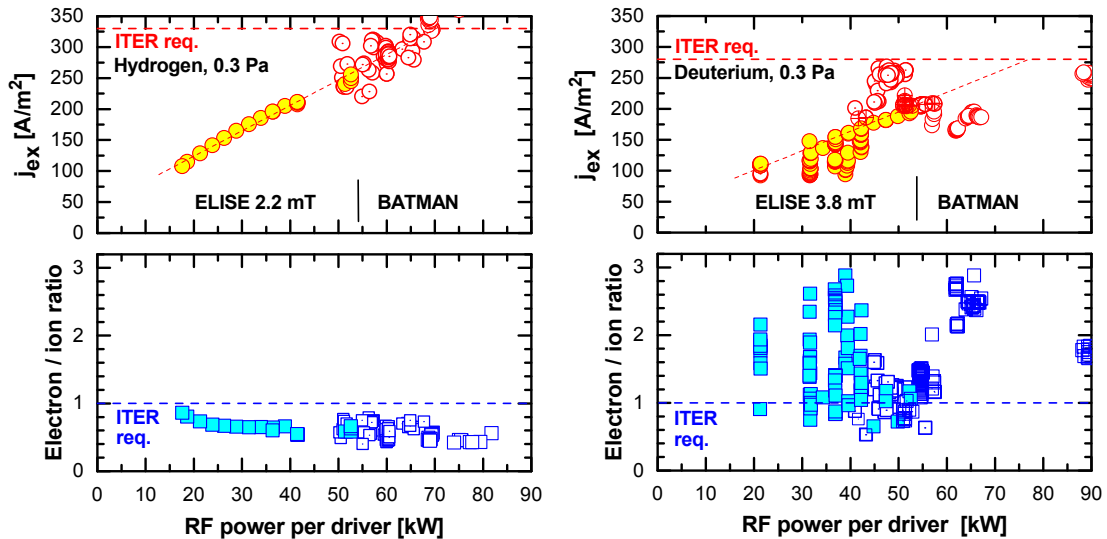 350
300
250
200
150
100
50
0
j_ex [A/m²]
ITER req.
Hydrogen, 0.3 Pa
ELISE 2.2 mT
BATMAN
3
2
1
0
Electron / ion ratio
ITER
req.
0 10 20 30 40 50 60 70 80 90
RF power per driver [kW]
350
300
250
200
150
100
50
0
j_ex [A/m²]
ITER req.
Deuterium, 0.3 Pa
ELISE 3.8 mT
BATMAN
3
2
1
0
Electron / ion ratio
ITER
req.
0 10 20 30 40 50 60 70 80 90
RF power per driver [kW]